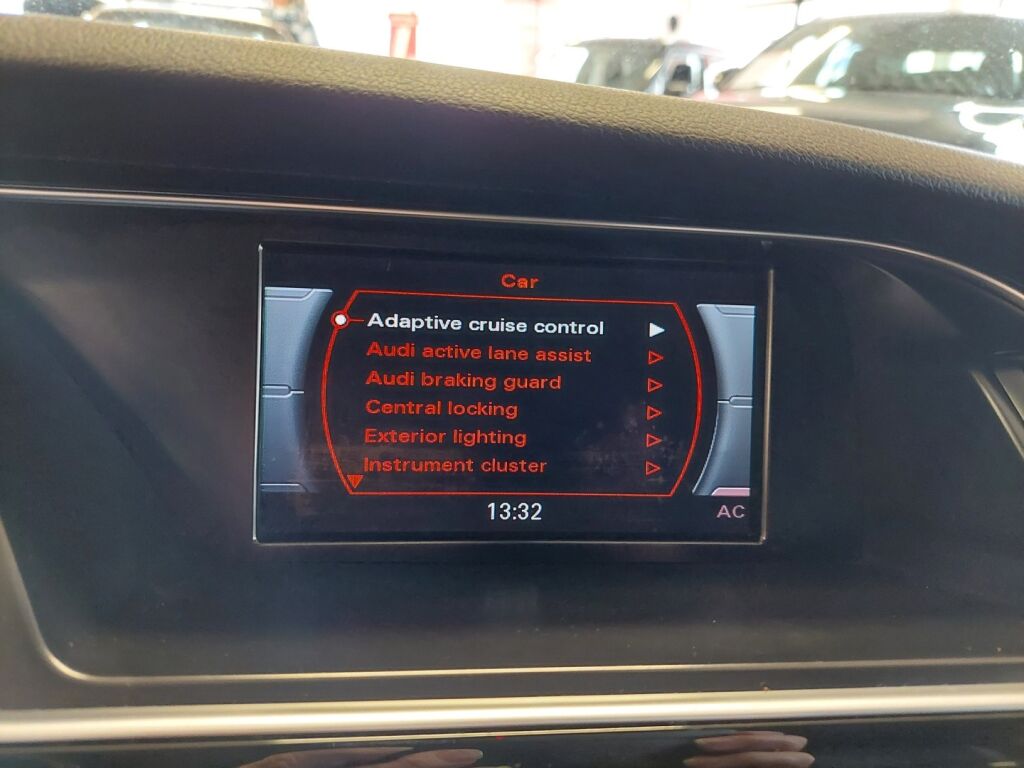 Car
Adaptive cruise control
Audi active lane assist
Audi braking guard
Central locking
Exterior lighting
Instrument cluster
13:32
AC